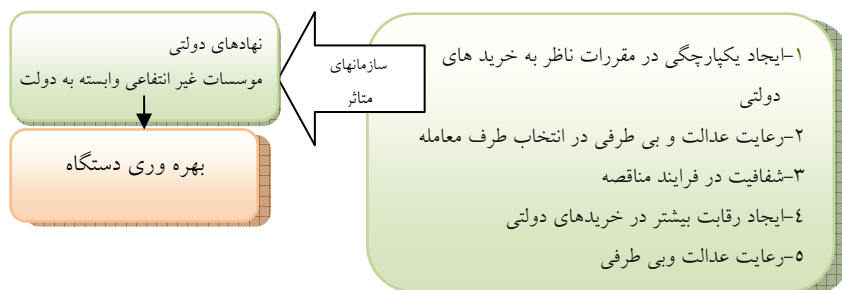 ۱-ایجاد یکپارچگی در مقررات ناظر به خرید های
دولتی
۲-رعایت عدالت و بی طرفی در انتخاب طرف معامله
۳-شفافیت در فرایند مناقصه
٤-ایجاد رقابت بیشتر در خریدهای دولتی
٥-رعایت عدالت وبی طرفی
سازمانهای
متاثر
نهادهای دولتی
موسسات غیر انتفاعی وابسته به دولت
بهره وری دستگاه